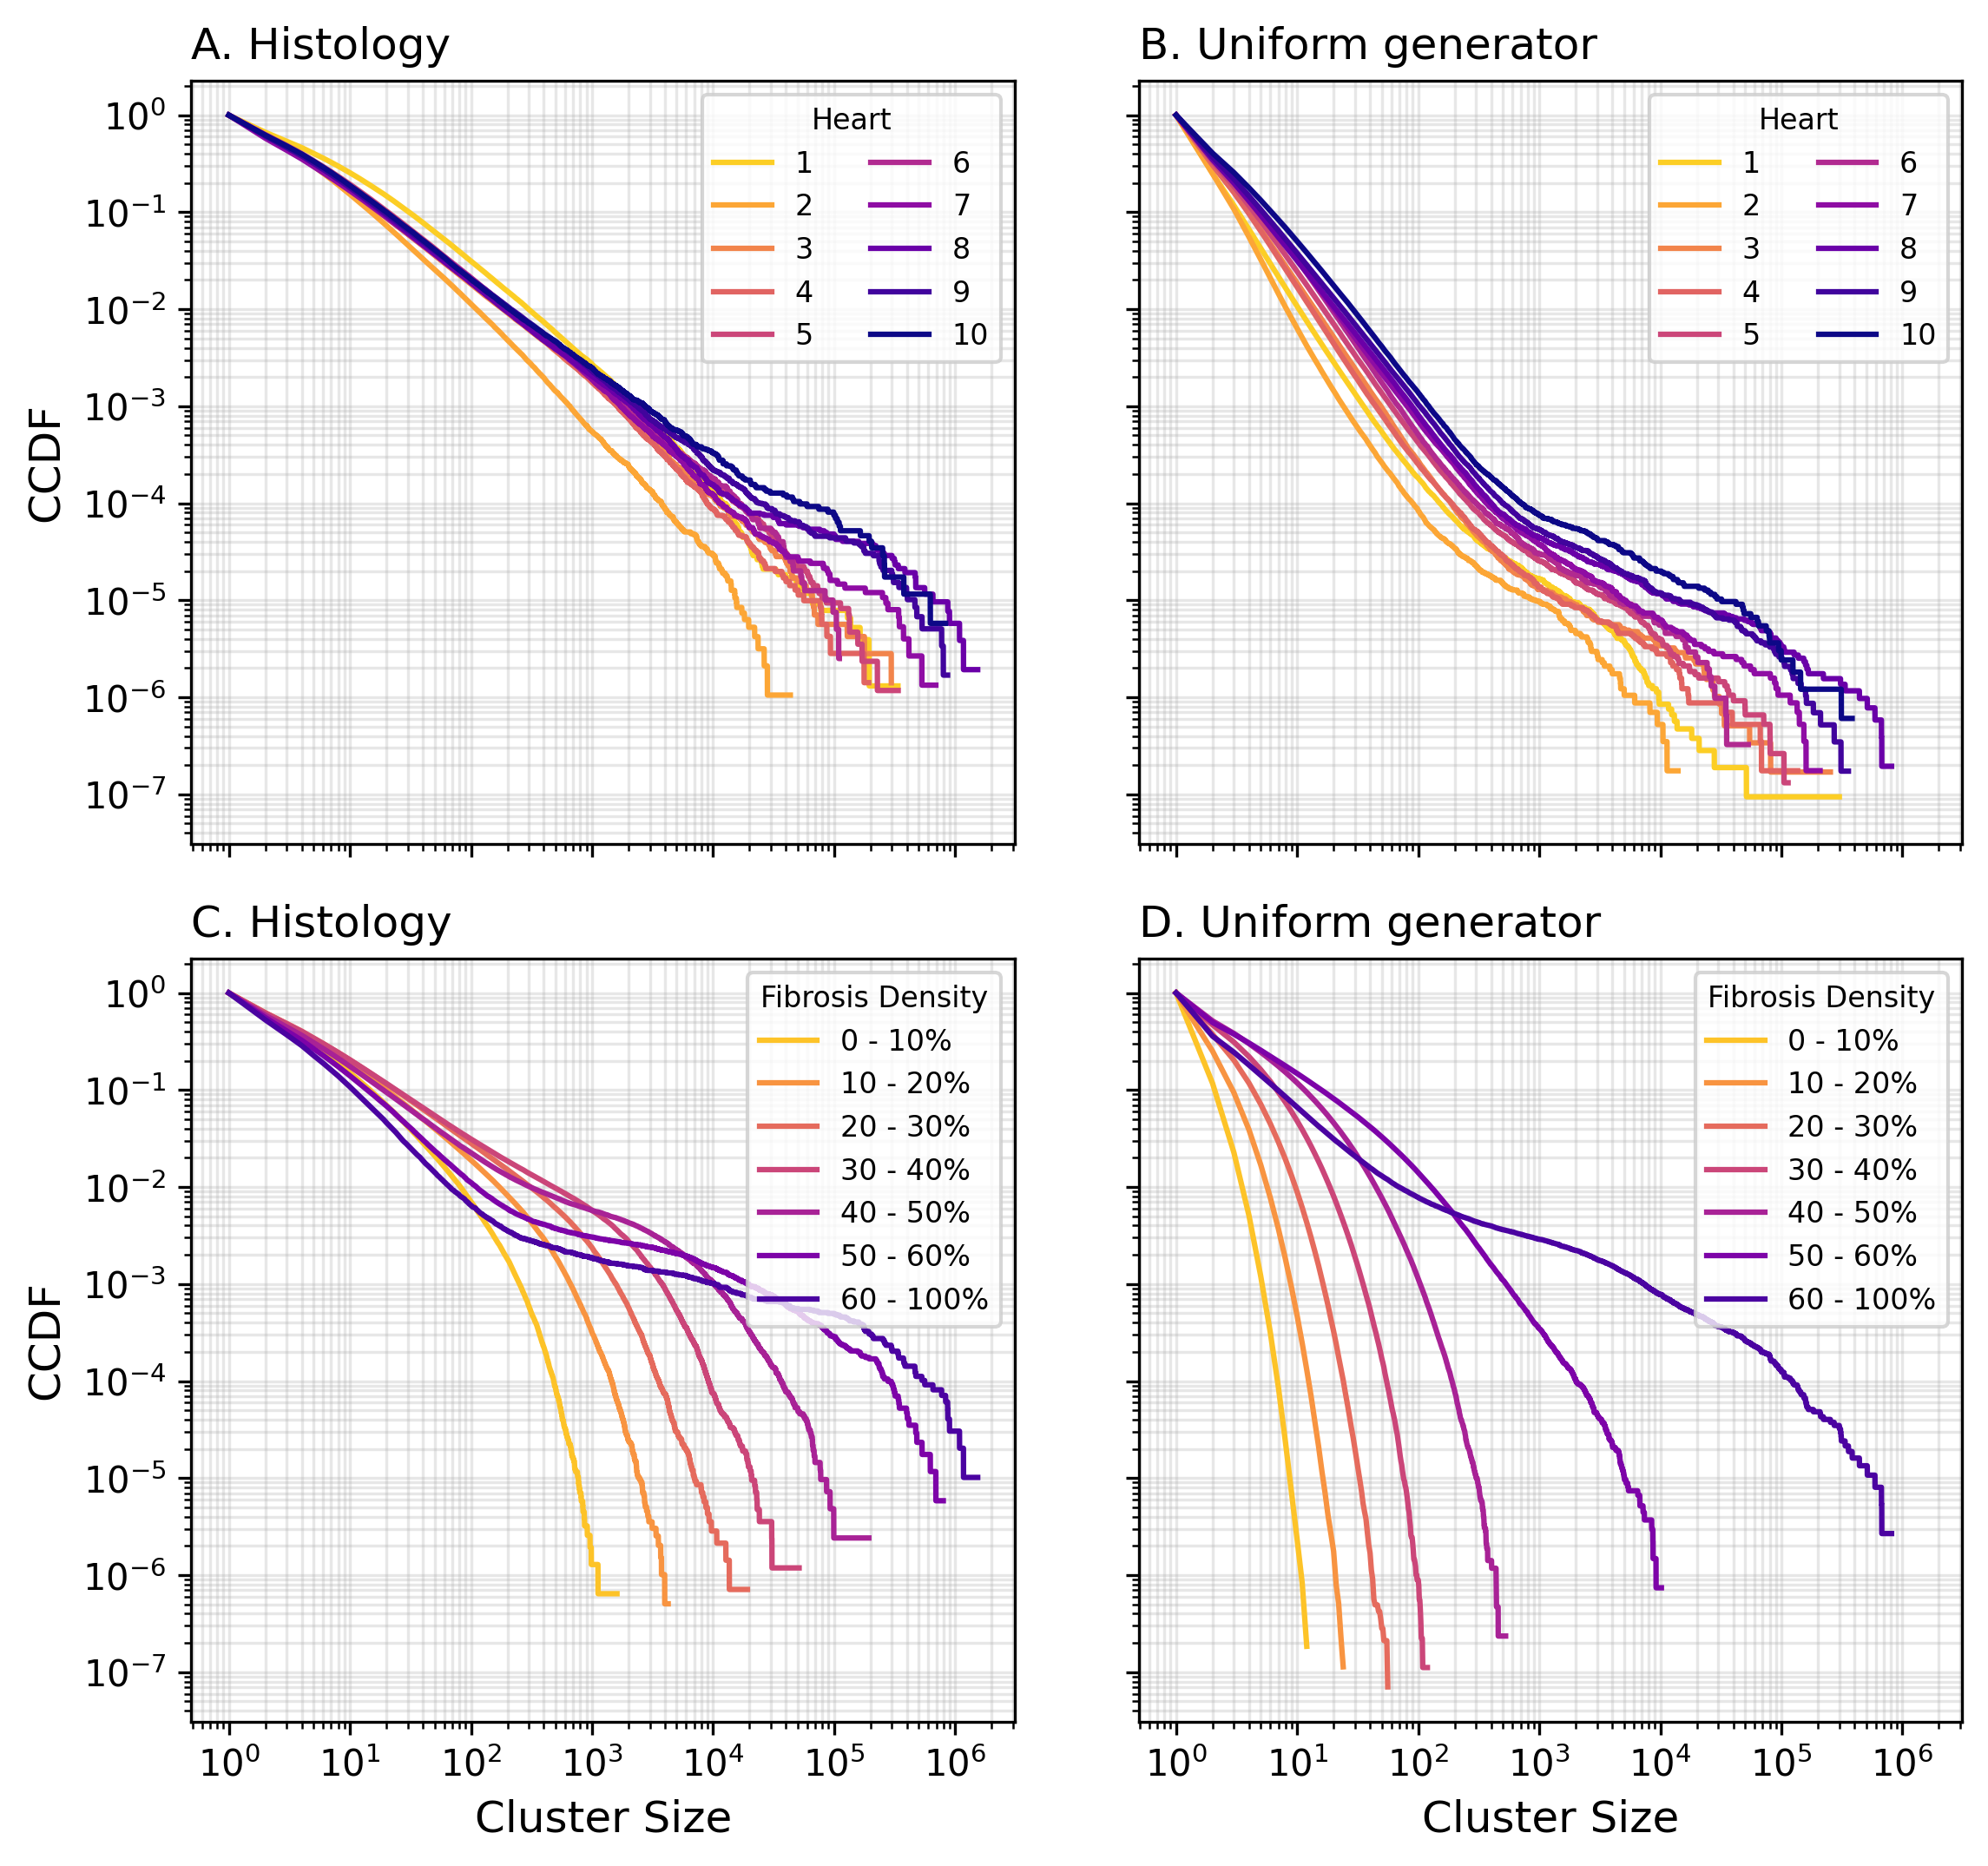 A. Histology
CCDF
10⁰
10⁻¹
10⁻²
10⁻³
10⁻⁴
10⁻⁵
10⁻⁶
10⁻⁷
Heart
1 6
2 7
3 8
4 9
5 10
B. Uniform generator
Heart
1 6
2 7
3 8
4 9
5 10
C. Histology
CCDF
10⁰
10⁻¹
10⁻²
10⁻³
10⁻⁴
10⁻⁵
10⁻⁶
10⁻⁷
Fibrosis Density
0 - 10%
10 - 20%
20 - 30%
30 - 40%
40 - 50%
50 - 60%
60 - 100%
10⁰ 10¹ 10² 10³ 10⁴ 10⁵ 10⁶
Cluster Size
D. Uniform generator
Fibrosis Density
0 - 10%
10 - 20%
20 - 30%
30 - 40%
40 - 50%
50 - 60%
60 - 100%
10⁰ 10¹ 10² 10³ 10⁴ 10⁵ 10⁶
Cluster Size